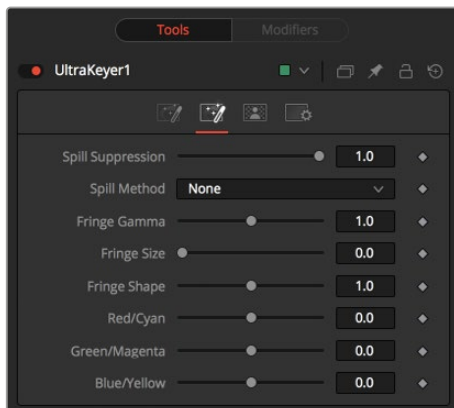 Tools Modifiers
UltraKeyer1
Spill Suppression 1.0
Spill Method None
Fringe Gamma 1.0
Fringe Size 0.0
Fringe Shape 1.0
Red/Cyan 0.0
Green/Magenta 0.0
Blue/Yellow 0.0